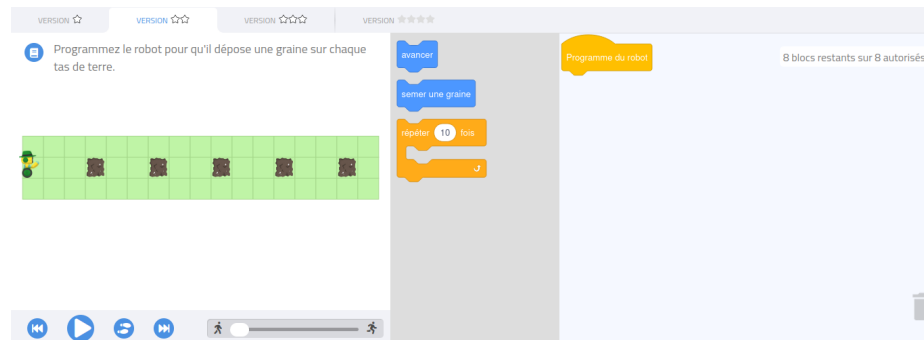 VERSION
VERSION
VERSION
VERSION
Programmez le robot pour qu'il dépose une graine sur chaque
tas de terre.
avancer
semer une graine
répéter 10 fois
Programme du robot
8 blocs restants sur 8 autorisés